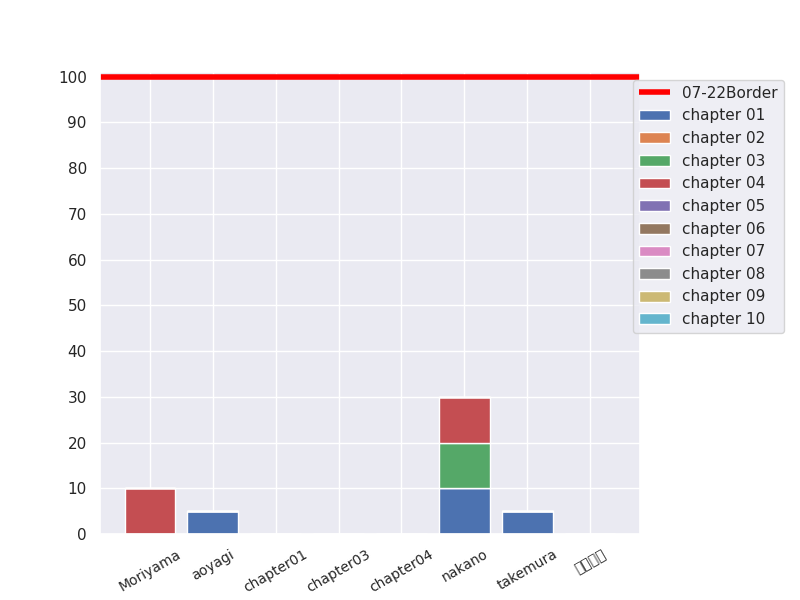 100
90
80
70
60
50
40
30
20
10
0
Moriyama
aoyagi
chapter01
chapter03
chapter04
nakano
takemura
07-22Border
chapter 01
chapter 02
chapter 03
chapter 04
chapter 05
chapter 06
chapter 07
chapter 08
chapter 09
chapter 10